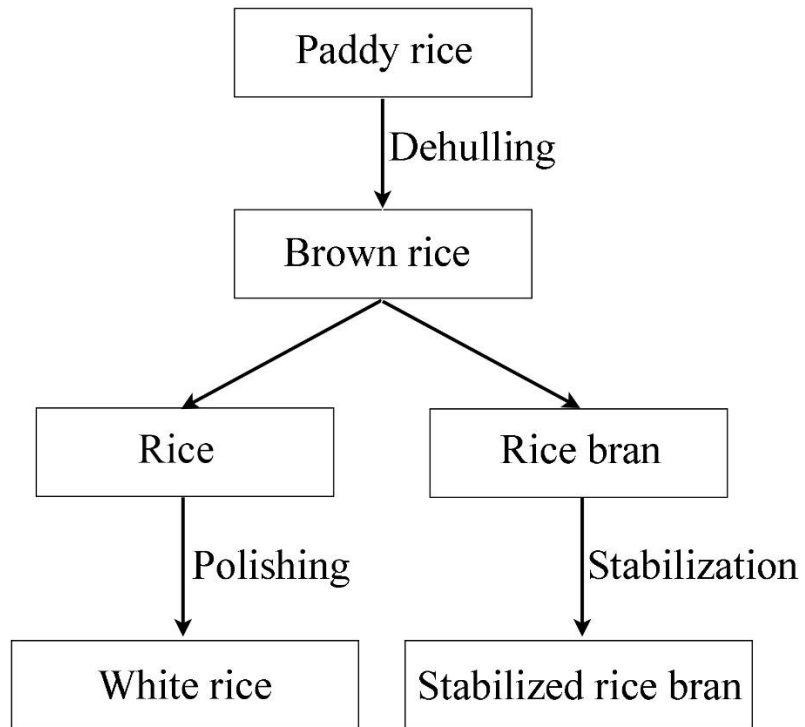 Paddy rice
Dehulling
Brown rice
Rice
Rice bran
Polishing
Stabilization
White rice
Stabilized rice bran